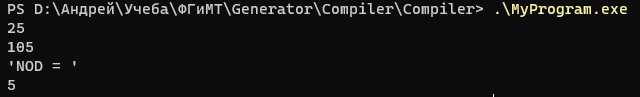 PS D:\Андрей\Учеба\ФГиМТ\Generator\Compiler\Compiler> .\MyProgram.exe
25
105
'NOD = '
5